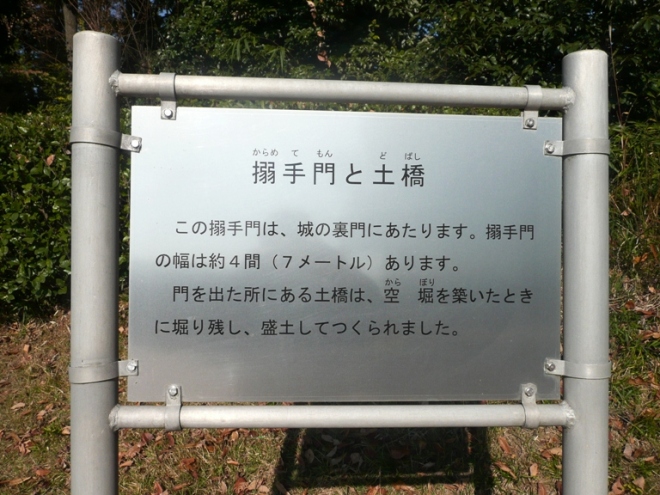 からめ て もん ど ばし
搦手門と土橋
この搦手門は、城の裏門にあたります。搦手門
の幅は約４間（７メートル）あります。
から ぼり
門を出た所にある土橋は、空 堀を築いたとき
に堀り残し、盛土してつくられました。